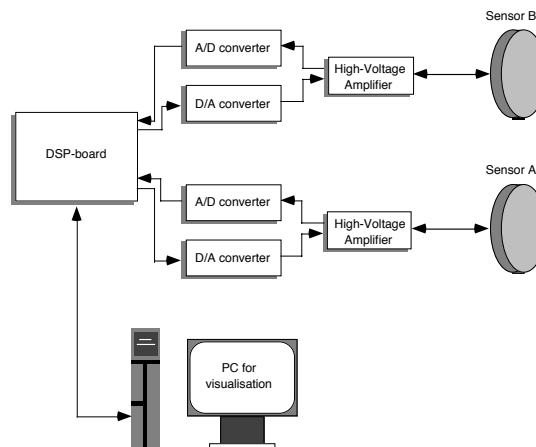 Sensor B
A/D converter
High-Voltage
Amplifier
D/A converter
DSP-board
Sensor A
A/D converter
High-Voltage
Amplifier
D/A converter
PC for
visualisation